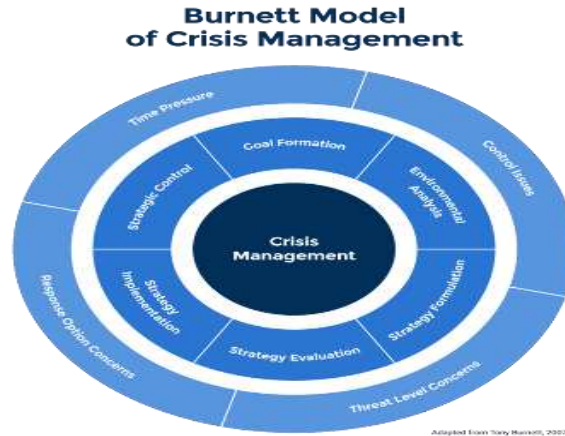 Burnett Model
of Crisis Management
Time Pressure
Control Issues
Goal Formation
Strategic Control
Environmental
Analysis
Crisis
Management
Strategy
Implementation
Strategy Formulation
Strategy Evaluation
Response Option Concerns
Threat Level Concerns
Adapted from Tony Burnett,